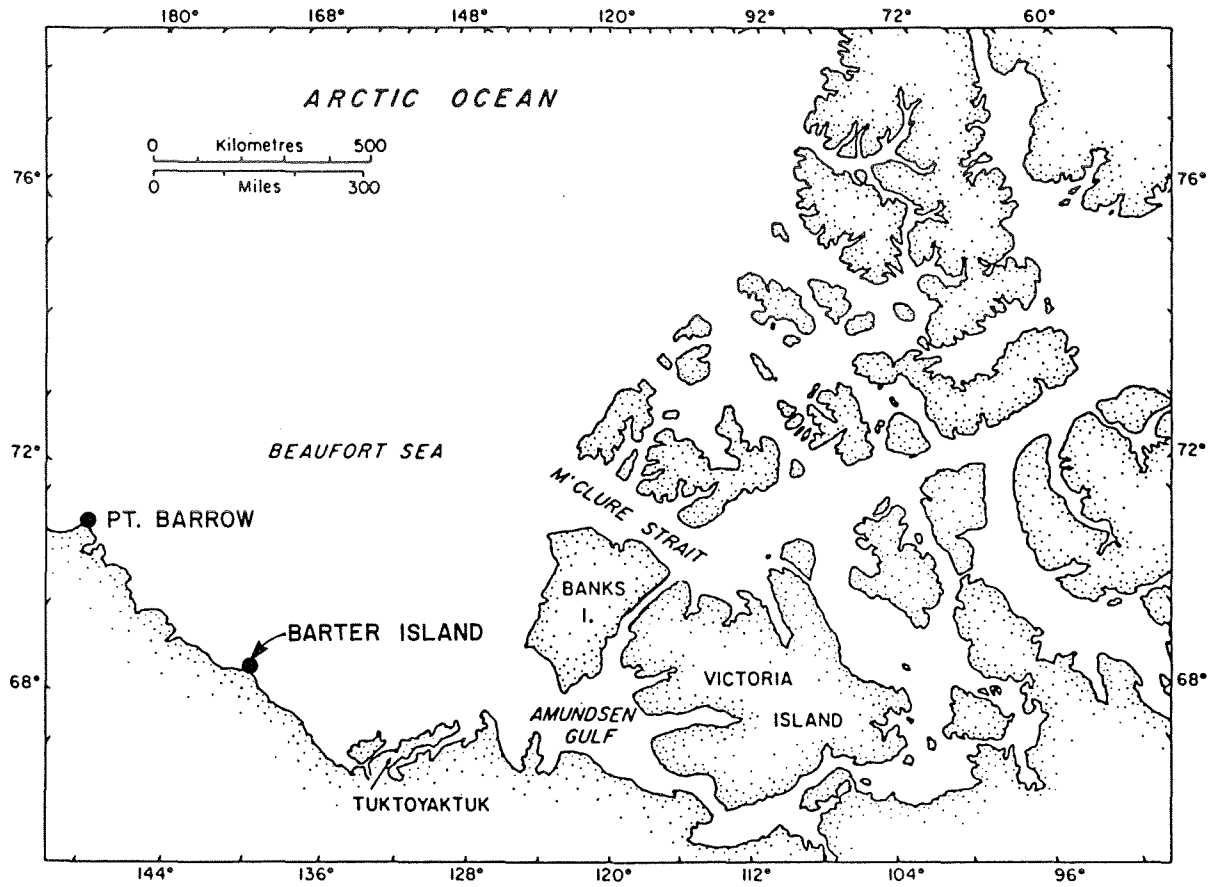 180° 168° 148° 120° 92° 72° 60°
ARCTIC OCEAN
0 Kilometres 500
0 Miles 300
76° 76°
BEAUFORT SEA
72° 72°
M'CLURE STRAIT
PT. BARROW
BANKS
I.
BARTER ISLAND
VICTORIA
ISLAND
68° 68°
AMUNDSEN
GULF
TUKTOYAKTUK
144° 136° 128° 120° 112° 104° 96°